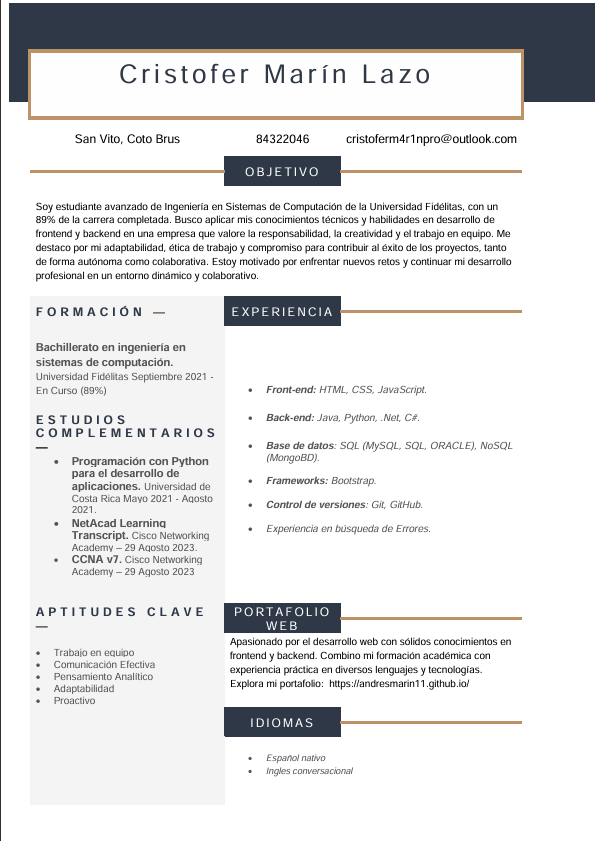 Cristofer Marín Lazo
San Vito, Coto Brus
84322046
cristoferm4r1npro@outlook.com
OBJETIVO
Soy estudiante avanzado de Ingeniería en Sistemas de Computación de la Universidad Fidélitas, con un
89% de la carrera completada. Busco aplicar mis conocimientos técnicos y habilidades en desarrollo de
frontend y backend en una empresa que valore la responsabilidad, la creatividad y el trabajo en equipo. Me
destaco por mi adaptabilidad, ética de trabajo y compromiso para contribuir al éxito de los proyectos, tanto
de forma autónoma como colaborativa. Estoy motivado por enfrentar nuevos retos y continuar mi desarrollo
profesional en un entorno dinámico y colaborativo.
FORMACIÓN —
Bachillerato en ingeniería en
sistemas de computación.
Universidad Fidélitas Septiembre 2021 -
En Curso (89%)
ESTUDIOS
COMPLEMENTARIOS
—
• Programación con Python
para el desarrollo de
aplicaciones. Universidad de
Costa Rica Mayo 2021 - Agosto
2021.
• NetAcad Learning
Transcript. Cisco Networking
Academy – 29 Agosto 2023.
• CCNA v7. Cisco Networking
Academy – 29 Agosto 2023
APTITUDES CLAVE
—
• Trabajo en equipo
• Comunicación Efectiva
• Pensamiento Analítico
• Adaptabilidad
• Proactivo
EXPERIENCIA
• Front-end: HTML, CSS, JavaScript.
• Back-end: Java, Python, .Net, C#.
• Base de datos: SQL (MySQL, SQL, ORACLE), NoSQL
(MongoBD).
• Frameworks: Bootstrap.
• Control de versiones: Git, GitHub.
• Experiencia en búsqueda de Errores.
PORTAFOLIO
WEB
Apasionado por el desarrollo web con sólidos conocimientos en
frontend y backend. Combino mi formación académica con
experiencia práctica en diversos lenguajes y tecnologías.
Explora mi portafolio: https://andresmarin11.github.io/
IDIOMAS
• Español nativo
• Ingles conversacional